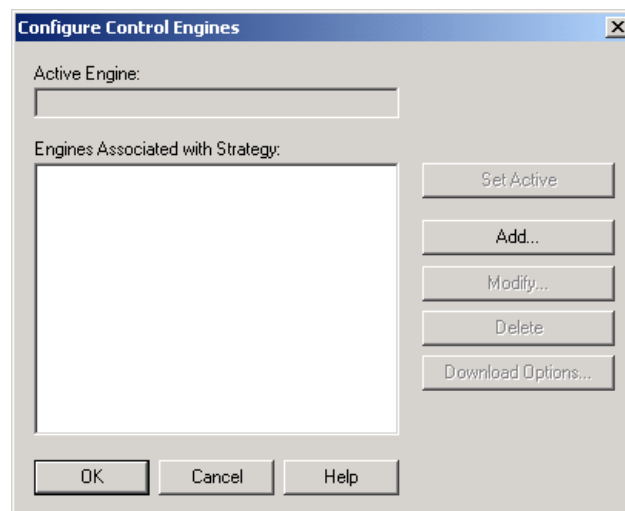 Configure Control Engines
Active Engine:
Engines Associated with Strategy:
Set Active
Add...
Modify...
Delete
Download Options...
OK
Cancel
Help